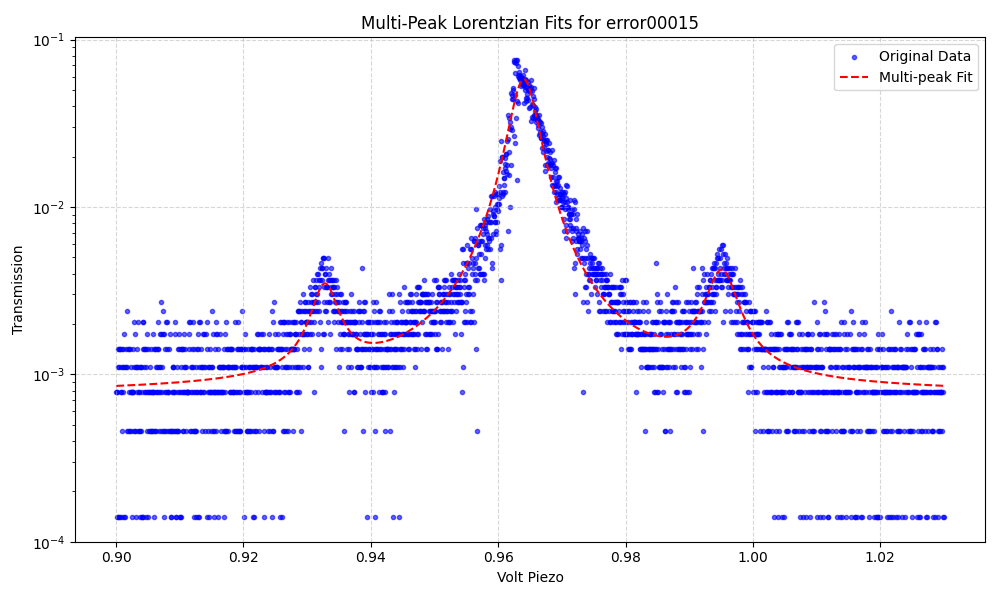 Multi-Peak Lorentzian Fits for error00015
Original Data
Multi-peak Fit
10⁻¹
10⁻²
10⁻³
10⁻⁴
Transmission
0.90 0.92 0.94 0.96 0.98 1.00 1.02
Volt Piezo